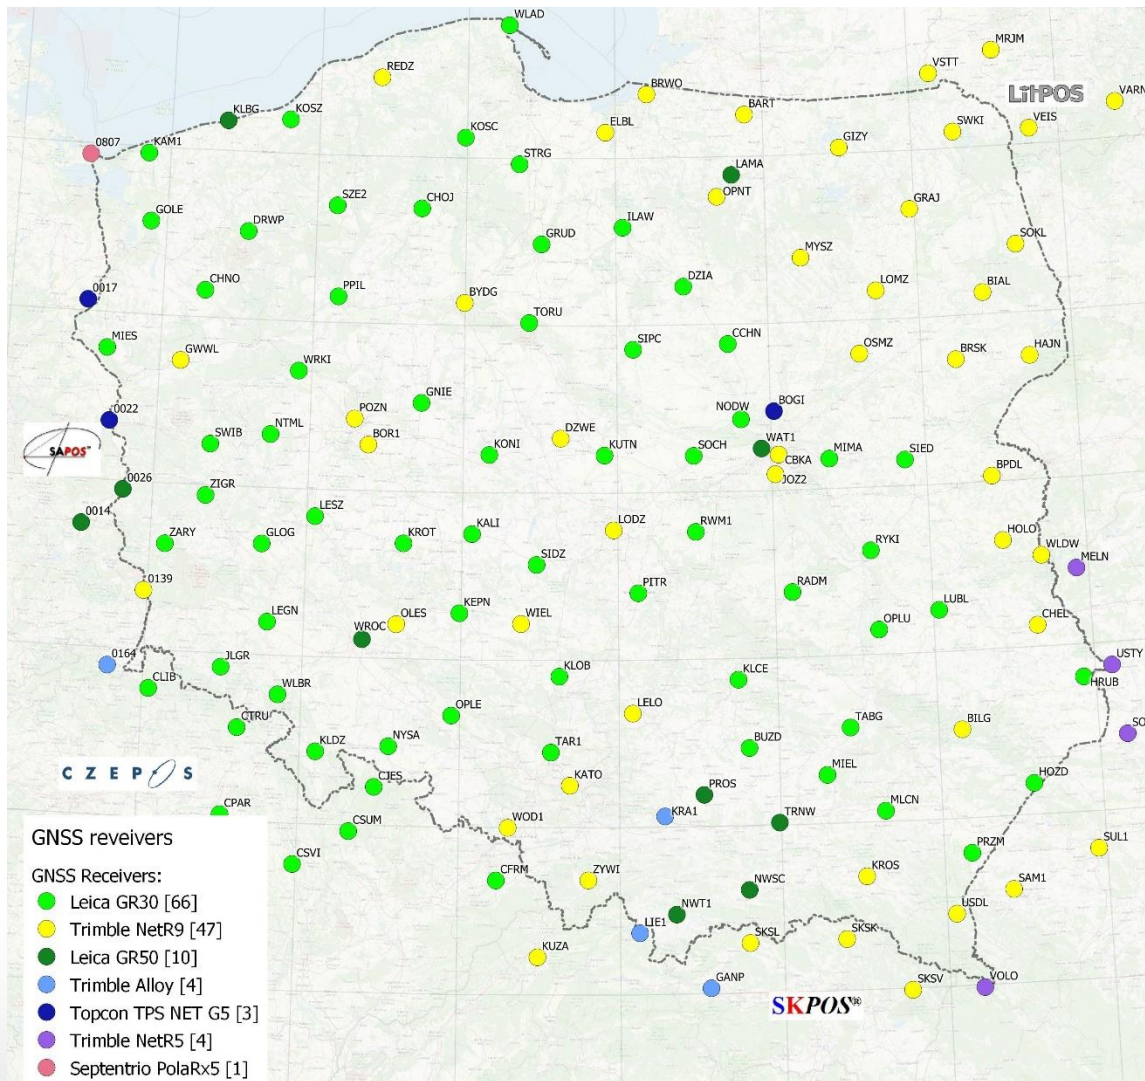 WLAD
MRJM
VSTT
REDZ
BRWO
LitPOS
VARN
KLBG
KOSZ
BART
VEIS
KOSC
ELBL
SWKI
0807
KAM1
GIZY
STRG
LAMA
OPNT
SZE2
CHOJ
GRAJ
GOLE
DRWP
ILAW
GRUD
SOKL
MYSZ
CHNO
PPIL
DZIA
LOMZ
BIAL
0017
BYDG
TORU
MIES
CCHN
SIPC
GWWL
OSMZ
BRSK
HAJN
WRKI
GNIE
BOGI
0022
POZN
NODW
NTML
SWIB
BOR1
DZWE
SAPOS
KONI
KUTN
SOCH
WAT1
CBKA
MIMA
SIED
JOZ2
BPDL
0026
ZIGR
0014
LESZ
ZARY
GLOG
KROT
KALI
LODZ
RWM1
HOLO
RYKI
WLDW
MELN
SIDZ
0139
PITR
RADM
LEGN
KEPN
LUBL
WROC
OLES
WIEL
OPLU
CHEL
0164
JLGR
USTY
CLIB
KLOB
KLCE
HRUB
WLBR
OPLE
LELO
CTRU
TABG
BILG
SO
KLDZ
NYSA
TAR1
BUZD
CZEPOS
CJES
KATO
MIEL
HOZD
PROS
CPAR
KRA1
TRNW
MLCN
CSUM
WOD1
SUL1
PRZM
CSVI
CFRM
ZYWI
NWSC
KROS
SAM1
NWT1
USDL
LIE1
SKSL
SKSK
KUZA
GANP
SKSV
VOLO
SKPOS®
GNSS reveivers
GNSS Receivers:
Leica GR30 [66]
Trimble NetR9 [47]
Leica GR50 [10]
Trimble Alloy [4]
Topcon TPS NET G5 [3]
Trimble NetR5 [4]
Septentrio PolaRx5 [1]